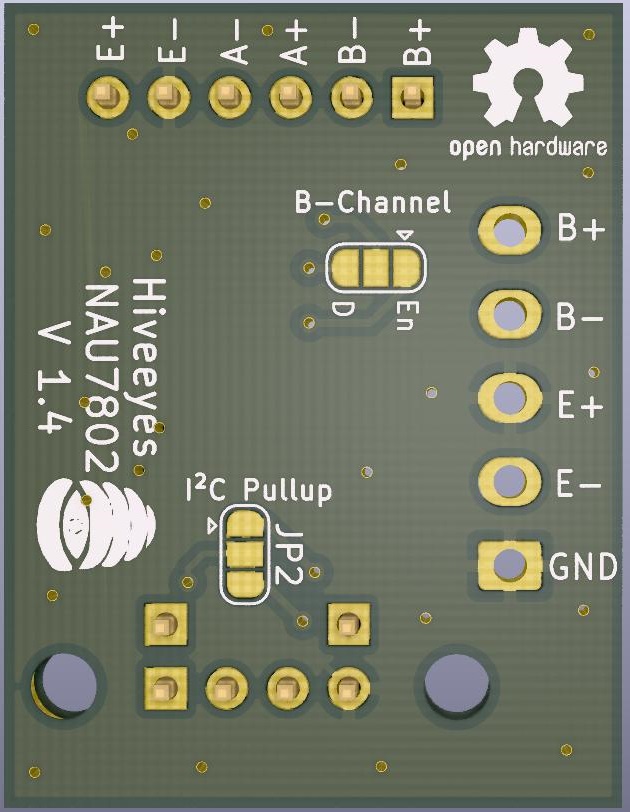 E+ E- A- A+ B- B+
open hardware
B-Channel
D En
B+
B-
E+
E-
GND
Hiveeyes
NAU7802
V 1.4
I²C Pullup
JP2